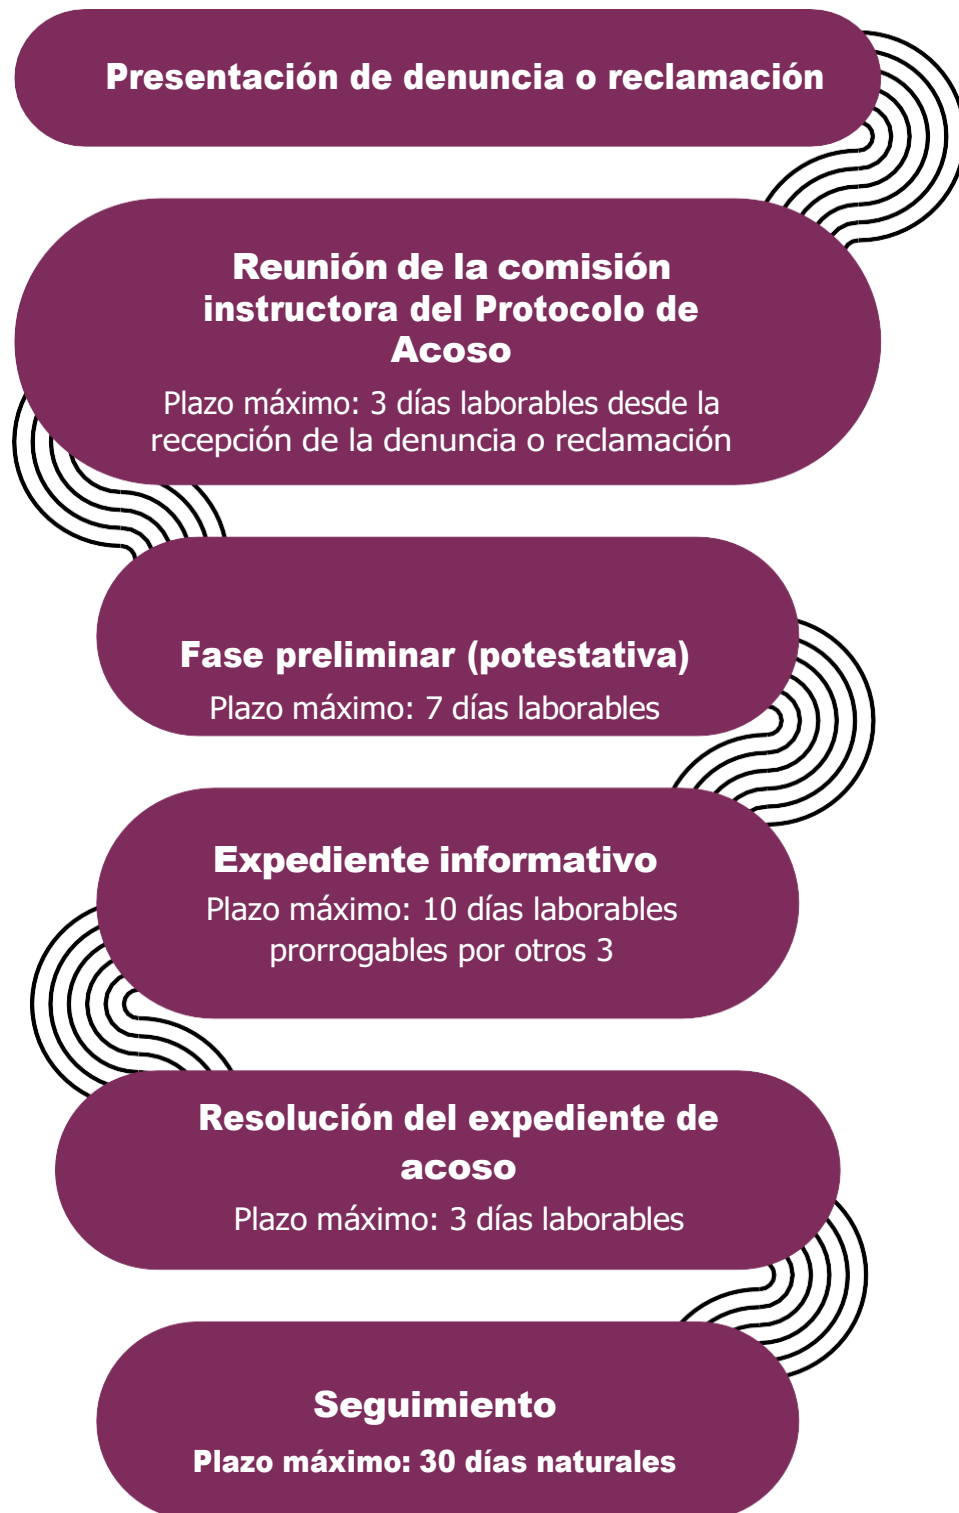 Presentación de denuncia o reclamación
Reunión de la comisión
instructora del Protocolo de
Acoso
Plazo máximo: 3 días laborables desde la
recepción de la denuncia o reclamación
Fase preliminar (potestativa)
Plazo máximo: 7 días laborables
Expediente informativo
Plazo máximo: 10 días laborables
prorrogables por otros 3
Resolución del expediente de
acoso
Plazo máximo: 3 días laborables
Seguimiento
Plazo máximo: 30 días naturales